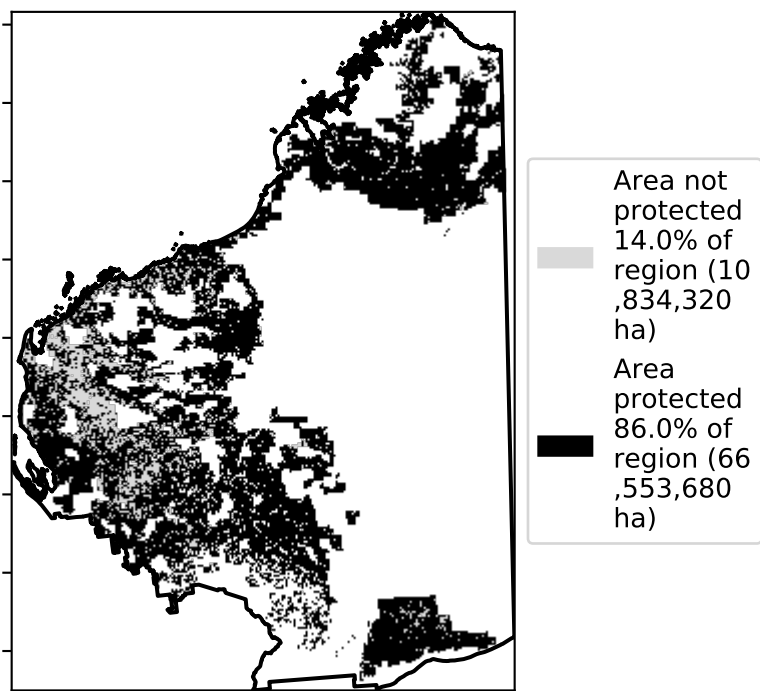 Area not
protected
14.0% of
region (10
,834,320
ha)
Area
protected
86.0% of
region (66
,553,680
ha)